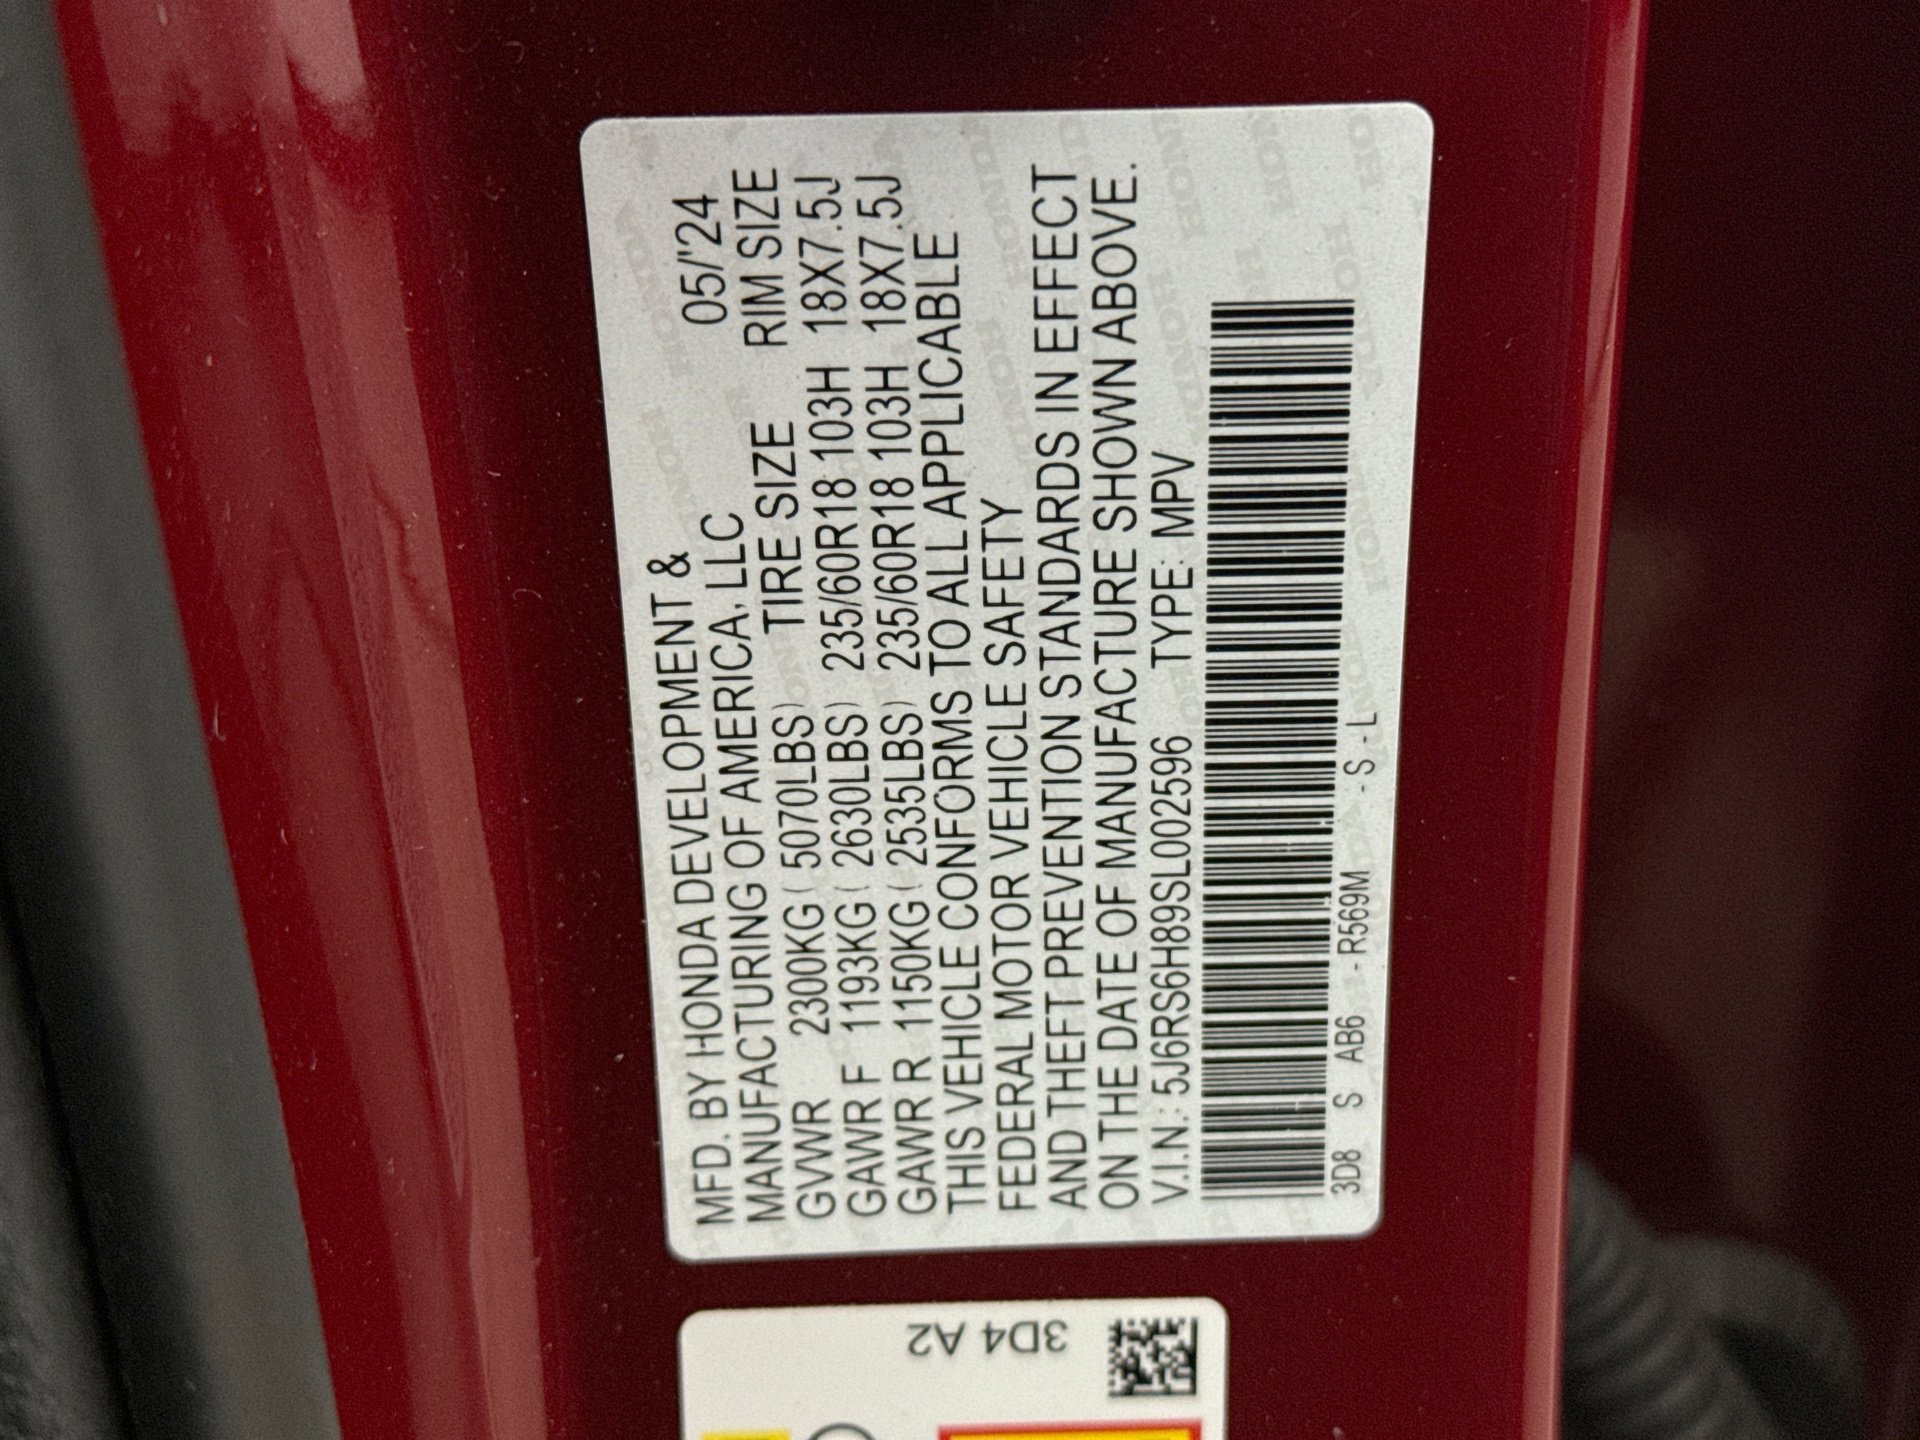 MFD. BY HONDA DEVELOPMENT &
MANUFACTURING OF AMERICA, LLC 05/'24
TIRE SIZE RIM SIZE
GVWR 2300KG ( 5070LBS)
GAWR F 1193KG ( 2630LBS) 235/60R18 103H 18X7.5J
GAWR R 1150KG ( 2535LBS) 235/60R18 103H 18X7.5J
THIS VEHICLE CONFORMS TO ALL APPLICABLE
FEDERAL MOTOR VEHICLE SAFETY
AND THEFT PREVENTION STANDARDS IN EFFECT
ON THE DATE OF MANUFACTURE SHOWN ABOVE.
V.I.N.: 5J6RS6H89SL002596 TYPE: MPV
3D8 S AB6 - R569M - S - L
3D4 A2